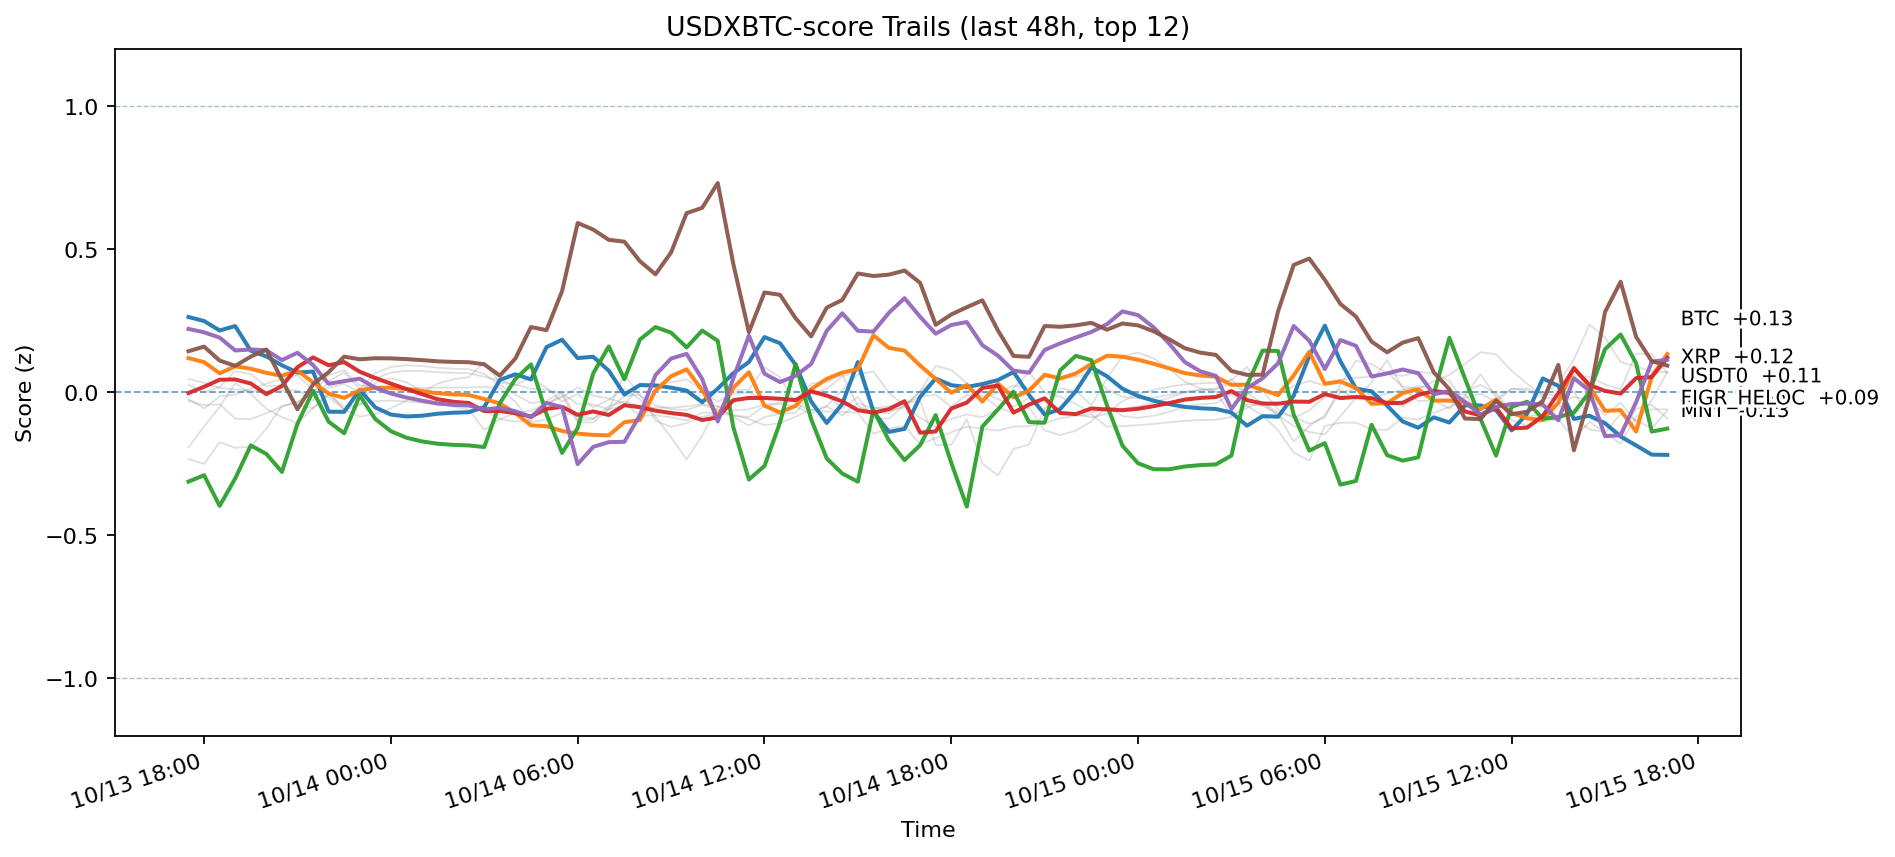 USDXBTC-score Trails (last 48h, top 12)
Score (z)
1.0
0.5
0.0
−0.5
−1.0
BTC +0.13
XRP +0.12
USDT0 +0.11
FIGR_HELOC +0.09
MNT −0.13
10/13 18:00
10/14 00:00
10/14 06:00
10/14 12:00
10/14 18:00
10/15 00:00
10/15 06:00
10/15 12:00
10/15 18:00
Time